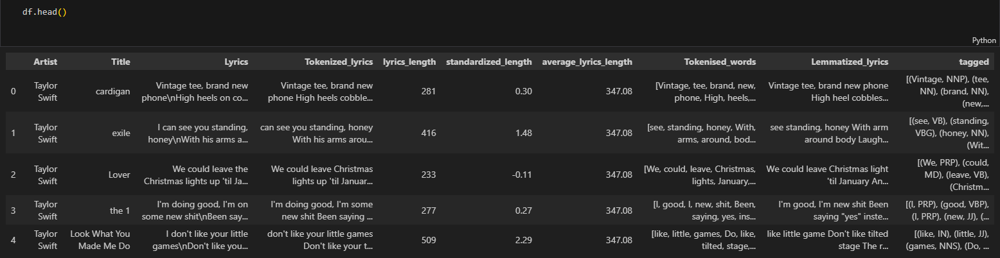 df.head()
Python
Artist Title Lyrics Tokenized_lyrics lyrics_length standardized_length average_lyrics_length Tokenised_words Lemmatized_lyrics tagged
0 Taylor Swift cardigan Vintage tee, brand new phone\nHigh heels on co... Vintage tee, brand new phone High heels cobble... 281 0.30 347.08 [Vintage, tee, brand, new, phone, High, heels,... Vintage tee, brand new phone High heel cobbles... [(Vintage, NNP), (tee, NN), (brand, NN), (new,...
1 Taylor Swift exile I can see you standing, honey\nWith his arms a... can see you standing, honey With his arms arou... 416 1.48 347.08 [see, standing, honey, With, arms, around, bod... see standing, honey With arm around body Laugh... [(see, VB), (standing, VBG), (honey, NN), (Wit...
2 Taylor Swift Lover We could leave the Christmas lights up 'til Ja... We could leave Christmas lights up 'til Januar... 233 -0.11 347.08 [We, could, leave, Christmas, lights, January,... We could leave Christmas light 'til January An... [(We, PRP), (could, MD), (leave, VB), (Christm...
3 Taylor Swift the 1 I'm doing good, I'm on some new shit\nBeen say... I'm doing good, I'm some new shit Been saying ... 277 0.27 347.08 [I, good, I, new, shit, Been, saying, yes, ins... I'm good, I'm new shit Been saying "yes" inste... [(I, PRP), (good, VBP), (I, PRP), (new, JJ), (...
4 Taylor Swift Look What You Made Me Do I don't like your little games\nDon't like you... don't like your little games Don't like your t... 509 2.29 347.08 [like, little, games, Do, like, tilted, stage,... like little game Don't like tilted stage The r... [(like, IN), (little, JJ), (games, NNS), (Do, ...